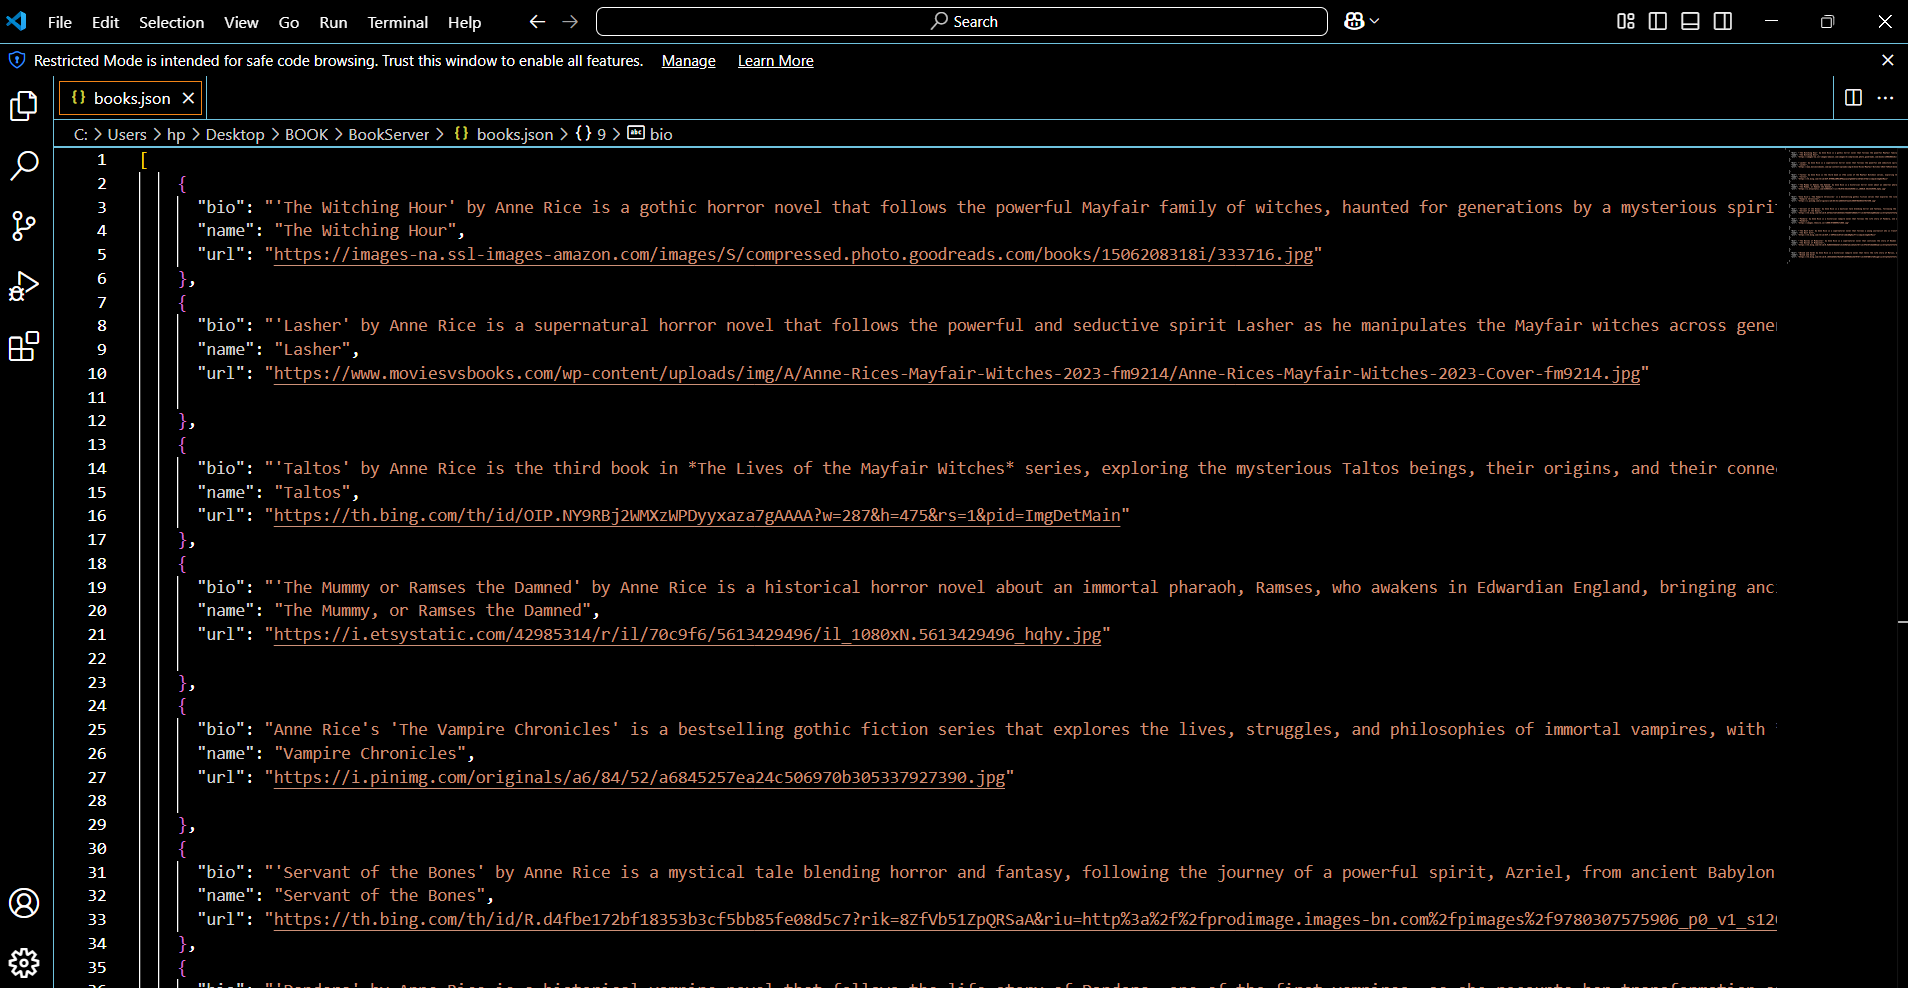 File Edit Selection View Go Run Terminal Help Search
Restricted Mode is intended for safe code browsing. Trust this window to enable all features. Manage Learn More
{} books.json
C: > Users > hp > Desktop > BOOK > BookServer > {} books.json > {} 9 > abc bio
1 [
2 {
3 "bio": "'The Witching Hour' by Anne Rice is a gothic horror novel that follows the powerful Mayfair family of witches, haunted for generations by a mysterious spiri
4 "name": "The Witching Hour",
5 "url": "https://images-na.ssl-images-amazon.com/images/S/compressed.photo.goodreads.com/books/1506208318i/333716.jpg"
6 },
7 {
8 "bio": "'Lasher' by Anne Rice is a supernatural horror novel that follows the powerful and seductive spirit Lasher as he manipulates the Mayfair witches across gene
9 "name": "Lasher",
10 "url": "https://www.moviesvsbooks.com/wp-content/uploads/img/A/Anne-Rices-Mayfair-Witches-2023-fm9214/Anne-Rices-Mayfair-Witches-2023-Cover-fm9214.jpg"
11
12 },
13 {
14 "bio": "'Taltos' by Anne Rice is the third book in *The Lives of the Mayfair Witches* series, exploring the mysterious Taltos beings, their origins, and their conne
15 "name": "Taltos",
16 "url": "https://th.bing.com/th/id/OIP.NY9RBj2WMXzWPDyyxaza7gAAAA?w=287&h=475&rs=1&pid=ImgDetMain"
17 },
18 {
19 "bio": "'The Mummy or Ramses the Damned' by Anne Rice is a historical horror novel about an immortal pharaoh, Ramses, who awakens in Edwardian England, bringing anc
20 "name": "The Mummy, or Ramses the Damned",
21 "url": "https://i.etsystatic.com/42985314/r/il/70c9f6/5613429496/il_1080xN.5613429496_hqhy.jpg"
22
23 },
24 {
25 "bio": "Anne Rice's 'The Vampire Chronicles' is a bestselling gothic fiction series that explores the lives, struggles, and philosophies of immortal vampires, with
26 "name": "Vampire Chronicles",
27 "url": "https://i.pinimg.com/originals/a6/84/52/a6845257ea24c506970b305337927390.jpg"
28
29 },
30 {
31 "bio": "'Servant of the Bones' by Anne Rice is a mystical tale blending horror and fantasy, following the journey of a powerful spirit, Azriel, from ancient Babylon
32 "name": "Servant of the Bones",
33 "url": "https://th.bing.com/th/id/R.d4fbe172bf18353b3cf5bb85fe08d5c7?rik=8ZfVb51ZpQRSaA&riu=http%3a%2f%2fprodimage.images-bn.com%2fpimages%2f9780307575906_p0_v1_s12
34 },
35 {